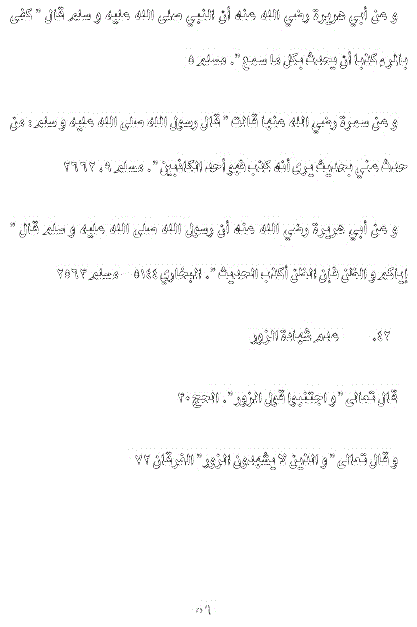 و عن أبي هريرة رضي الله عنه أن النبي صلى الله عليه و سلم قال " كفى
بالمرء كذبا أن يحدث بكل ما سمع ". مسلم ٥
و عن سمرة رضي الله عنها قالت " قال رسول الله صلى الله عليه و سلم : من
حدث عني بحديث يرى أنه كذب فهو أحد الكاذبين ". مسلم ٩، ٢٦٦٢
و عن أبي هريرة رضي الله عنه أن رسول الله صلى الله عليه و سلم قال "
إياكم و الظن فإن الظن أكذب الحديث ". البخاري ٥١٤٤ – مسلم ٢٥٦٣
٤٢. عدم شهادة الزور
قال تعالى " و اجتنبوا قول الزور ". الحج ٣٠
و قال تعالى " و الذين لا يشهدون الزور " الفرقان ٧٢
٥٦